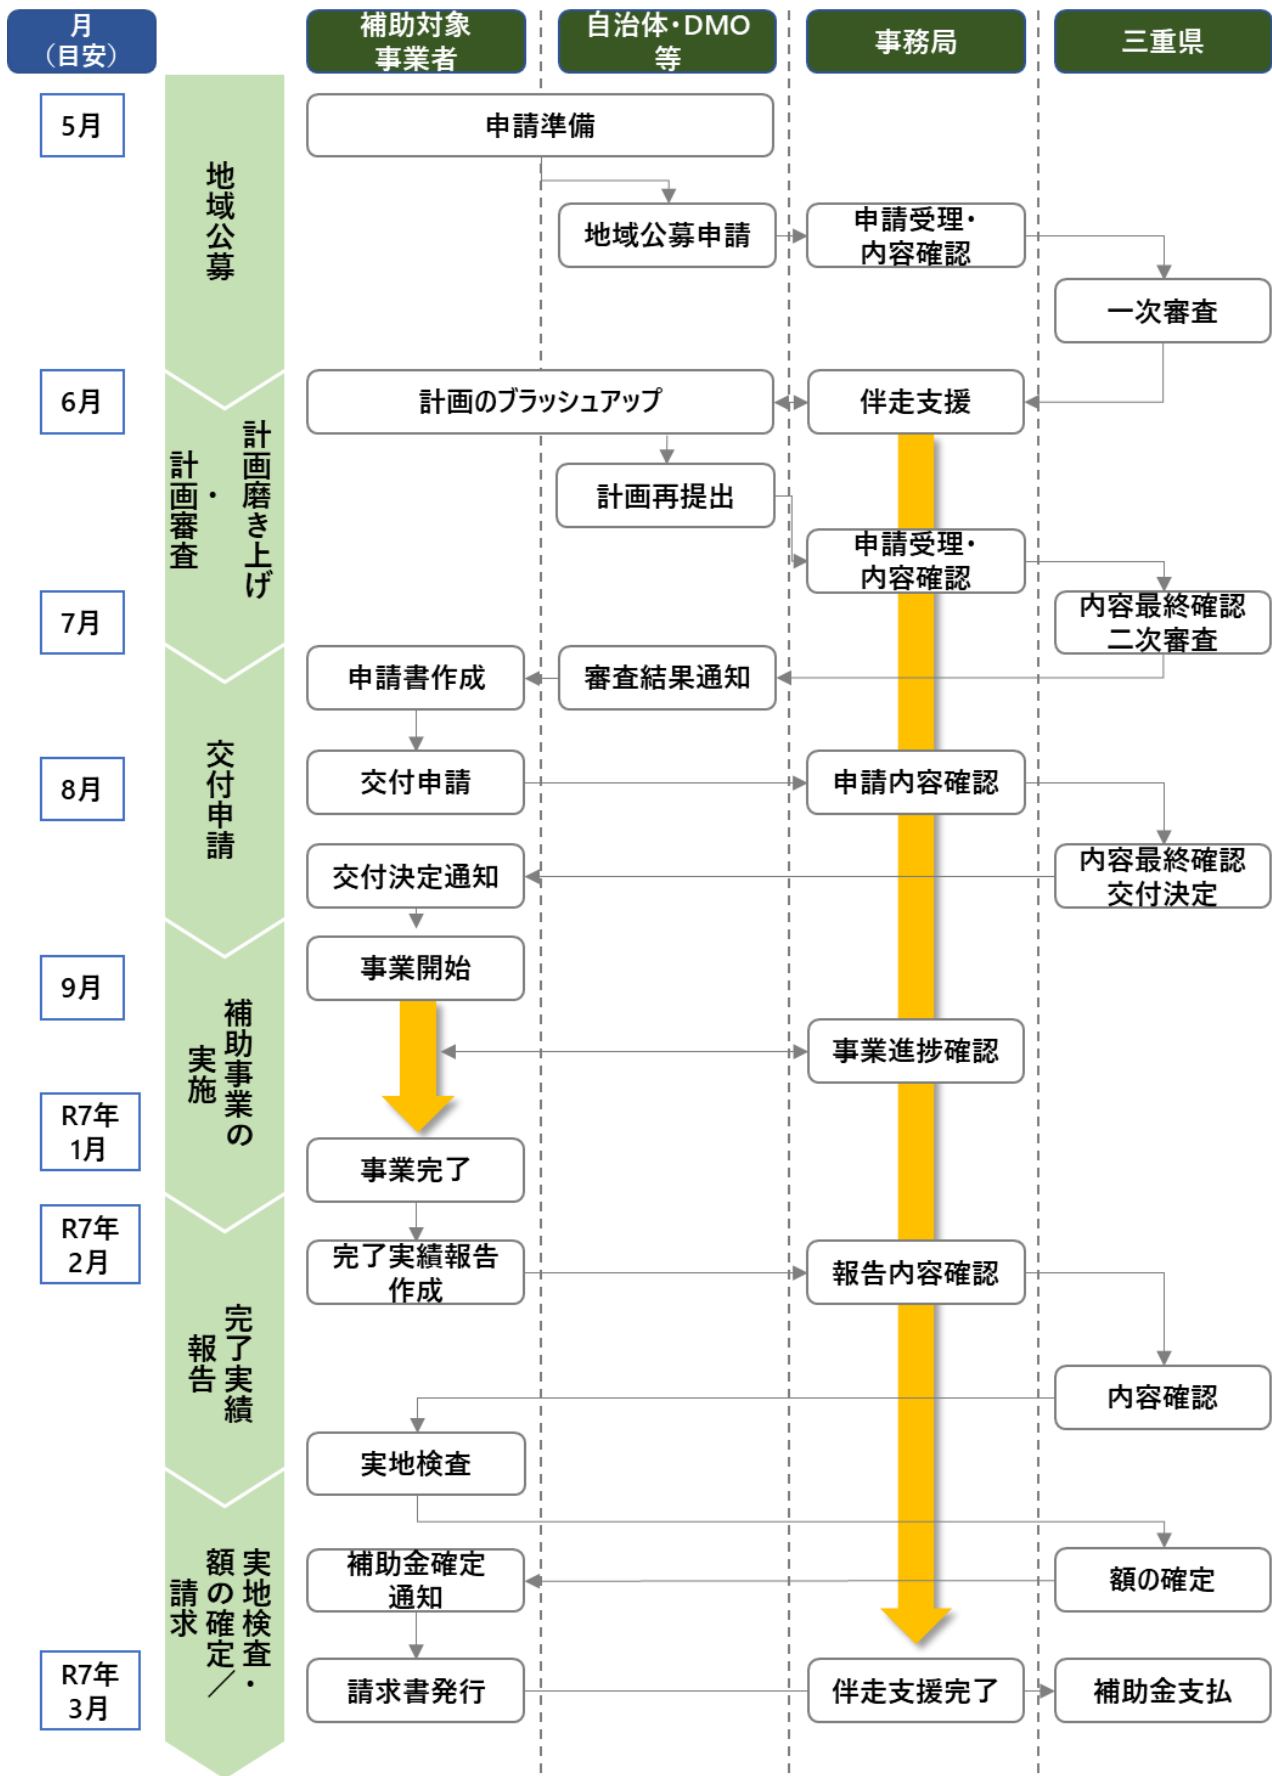 月
（目安）
補助対象
事業者
自治体・DMO
等
事務局
三重県
5月
地域公募
申請準備
地域公募申請
申請受理・
内容確認
一次審査
6月
計画磨き上げ
・
計画審査
計画のブラッシュアップ
伴走支援
計画再提出
申請受理・
内容確認
7月
内容最終確認
二次審査
交付申請
申請書作成
審査結果通知
8月
交付申請
申請内容確認
交付決定通知
内容最終確認
交付決定
9月
補助事業の
実施
事業開始
事業進捗確認
R7年
1月
事業完了
R7年
2月
完了実績
報告
完了実績報告
作成
報告内容確認
内容確認
実地検査
実地検査・
額の確定／
請求
補助金確定
通知
額の確定
R7年
3月
請求書発行
伴走支援完了
補助金支払